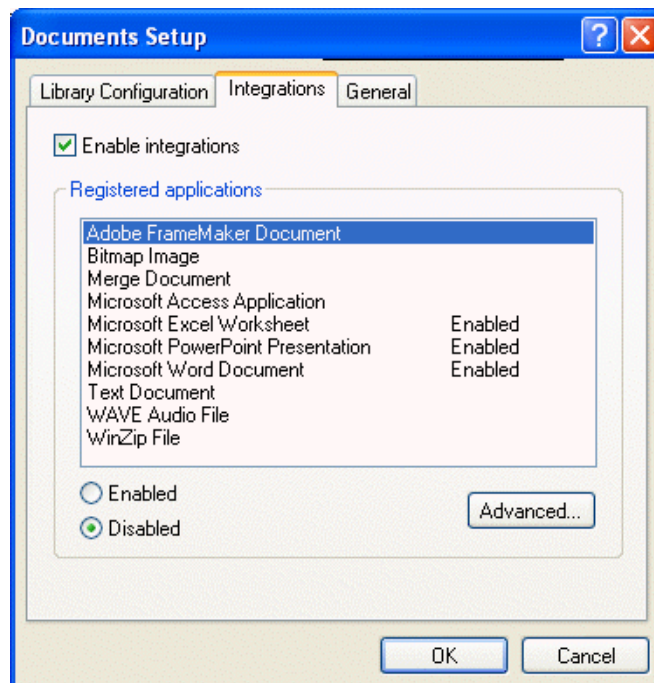 Documents Setup
Library Configuration Integrations General
Enable integrations
Registered applications
Adobe FrameMaker Document
Bitmap Image
Merge Document
Microsoft Access Application
Microsoft Excel Worksheet Enabled
Microsoft PowerPoint Presentation Enabled
Microsoft Word Document Enabled
Text Document
WAVE Audio File
WinZip File
Enabled
Disabled
Advanced...
OK Cancel